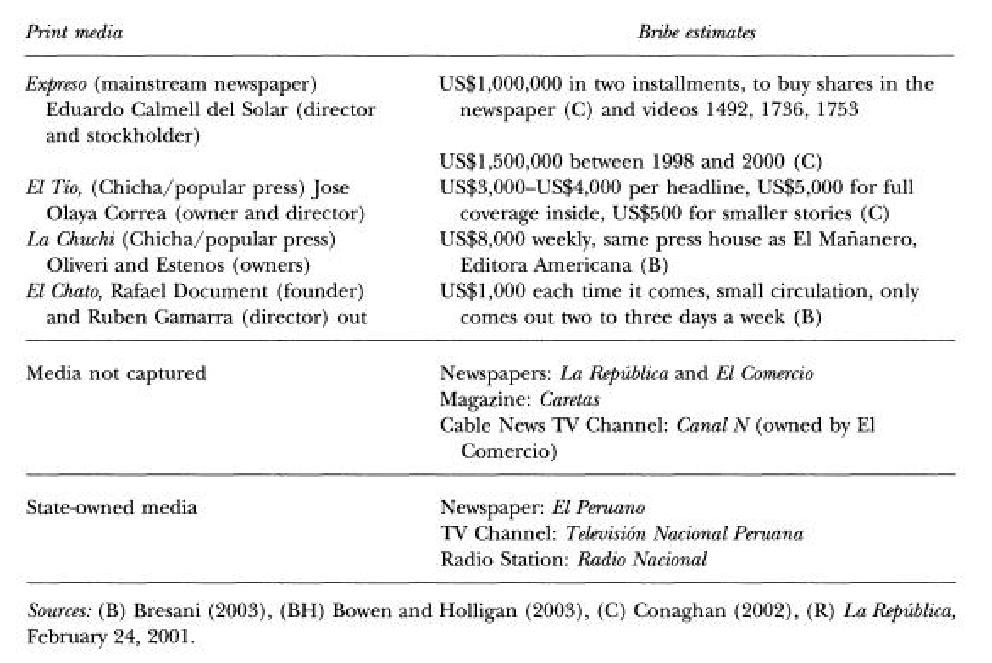 Print media Bribe estimates
Expreso (mainstream newspaper) US$1,000,000 in two installments, to buy shares in the
Eduardo Calmell del Solar (director newspaper (C) and videos 1492, 1736, 1753
and stockholder)
US$1,500,000 between 1998 and 2000 (C)
El Tio, (Chicha/popular press) Jose US$3,000–US$4,000 per headline, US$5,000 for full
Olaya Correa (owner and director) coverage inside, US$500 for smaller stories (C)
La Chuchi (Chicha/popular press) US$8,000 weekly, same press house as El Mañanero,
Oliveri and Estenos (owners) Editora Americana (B)
El Chato, Rafael Document (founder) US$1,000 each time it comes, small circulation, only
and Ruben Gamarra (director) out comes out two to three days a week (B)
Media not captured Newspapers: La República and El Comercio
Magazine: Caretas
Cable News TV Channel: Canal N (owned by El
Comercio)
State-owned media Newspaper: El Peruano
TV Channel: Televisión Nacional Peruana
Radio Station: Radio Nacional
Sources: (B) Bresani (2003), (BH) Bowen and Holligan (2003), (C) Conaghan (2002), (R) La República,
February 24, 2001.